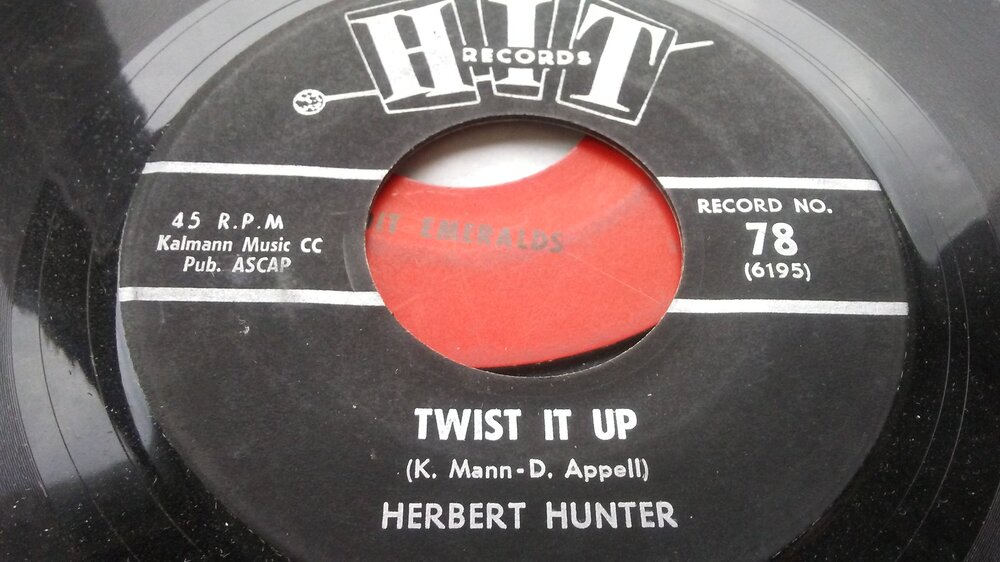 HIT
RECORDS
45 R.P.M
Kalmann Music CC
Pub. ASCAP
RECORD NO.
78
(6195)
EMERALDS
TWIST IT UP
(K. Mann-D. Appell)
HERBERT HUNTER